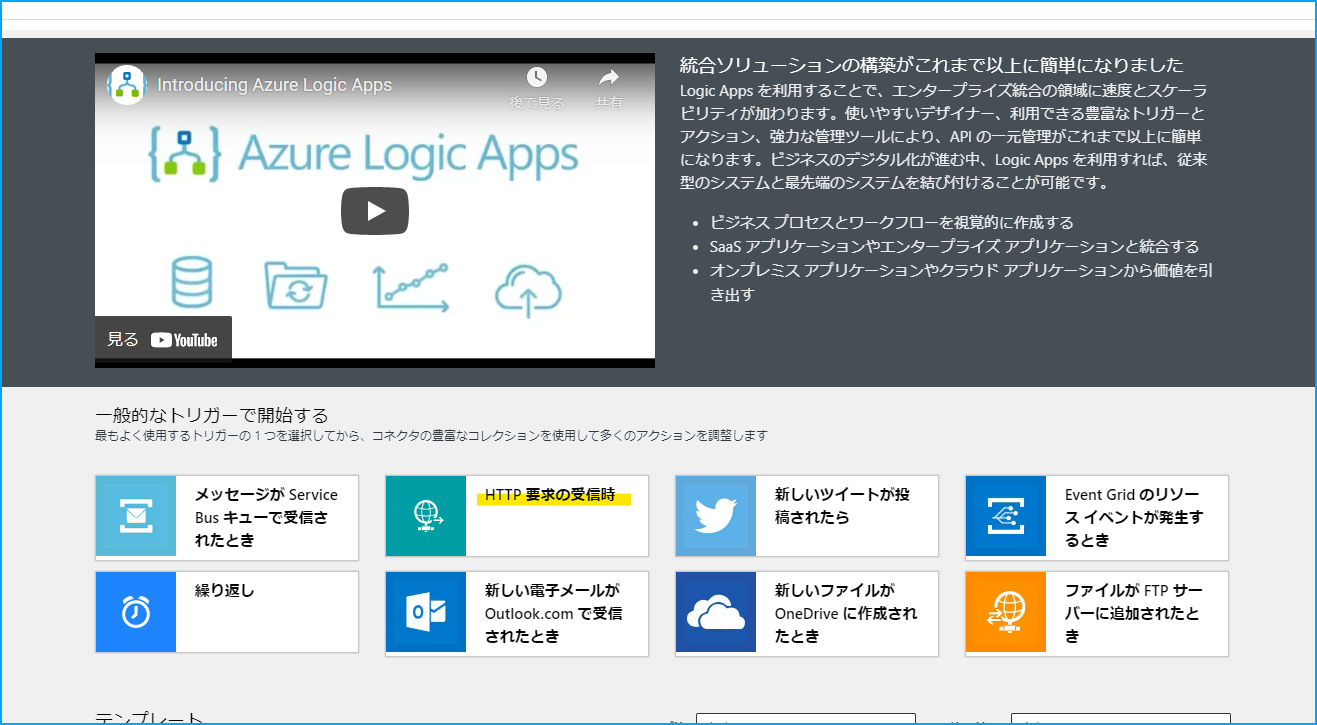 Introducing Azure Logic Apps
後で見る
共有
Azure Logic Apps
見る YouTube
統合ソリューションの構築がこれまで以上に簡単になりました
Logic Apps を利用することで、エンタープライズ統合の領域に速度とスケーラ
ビリティが加わります。使いやすいデザイナー、利用できる豊富なトリガーと
アクション、強力な管理ツールにより、API の一元管理がこれまで以上に簡単
になります。ビジネスのデジタル化が進む中、Logic Apps を利用すれば、従来
型のシステムと最先端のシステムを結び付けることが可能です。
• ビジネス プロセスとワークフローを視覚的に作成する
• SaaS アプリケーションやエンタープライズ アプリケーションと統合する
• オンプレミス アプリケーションやクラウド アプリケーションから価値を引
き出す
一般的なトリガーで開始する
最もよく使用するトリガーの 1 つを選択してから、コネクタの豊富なコレクションを使用して多くのアクションを調整します
メッセージが Service
Bus キューで受信さ
れたとき
HTTP 要求の受信時
新しいツイートが投
稿されたら
Event Grid のリソー
ス イベントが発生す
るとき
繰り返し
新しい電子メールが
Outlook.com で受信
されたとき
新しいファイルが
OneDrive に作成され
たとき
ファイルが FTP サー
バーに追加されたと
き
テンプレート